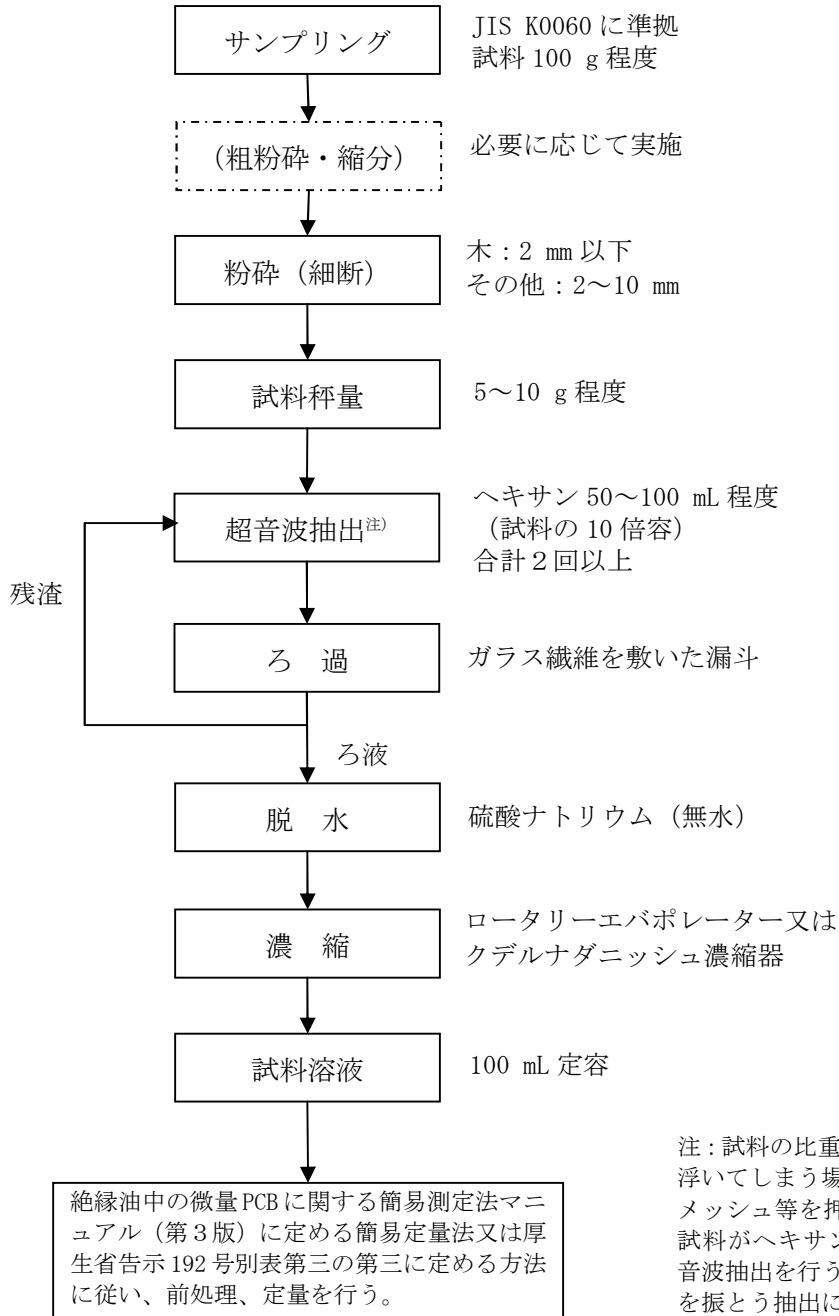 サンプリング
JIS K0060 に準拠
試料 100 g 程度
(粗粉砕・縮分)
必要に応じて実施
粉砕（細断）
木：2 mm 以下
その他：2～10 mm
試料秤量
5～10 g 程度
超音波抽出注)
ヘキサン 50～100 mL 程度
（試料の 10 倍容）
合計２回以上
残渣
ろ　過
ガラス繊維を敷いた漏斗
ろ液
脱　水
硫酸ナトリウム（無水）
濃　縮
ロータリーエバポレーター又は
クデルナダニッシュ濃縮器
試料溶液
100 mL 定容
絶縁油中の微量 PCB に関する簡易測定法マニ
ュアル（第３版）に定める簡易定量法又は厚
生省告示 192 号別表第三の第三に定める方法
に従い、前処理、定量を行う。
注：試料の比重
浮いてしまう場
メッシュ等を押
試料がヘキサン
音波抽出を行う
を振とう抽出に